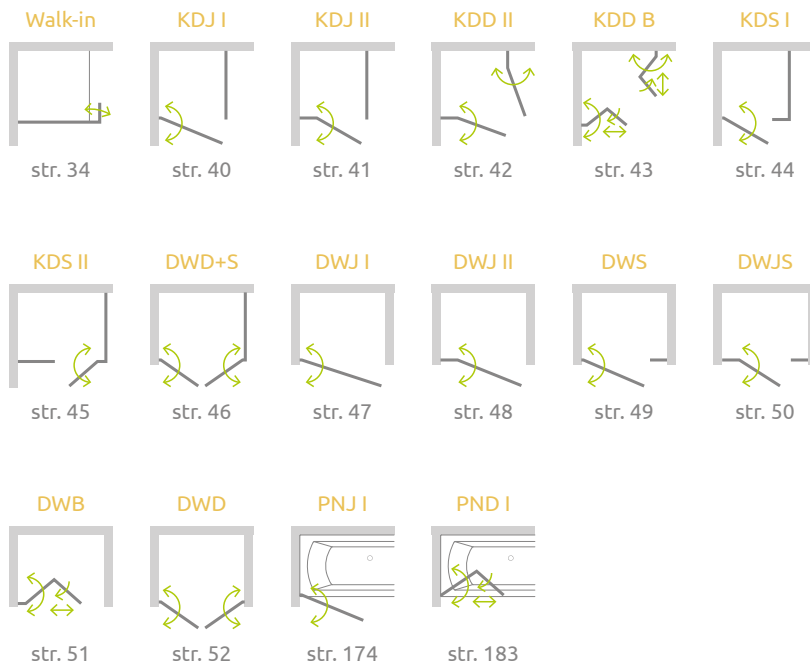 Walk-in KDJ I KDJ II KDD II KDD B KDS I
str. 34 str. 40 str. 41 str. 42 str. 43 str. 44
KDS II DWD+S DWJ I DWJ II DWS DWJS
str. 45 str. 46 str. 47 str. 48 str. 49 str. 50
DWB DWD PNJ I PND I
str. 51 str. 52 str. 174 str. 183